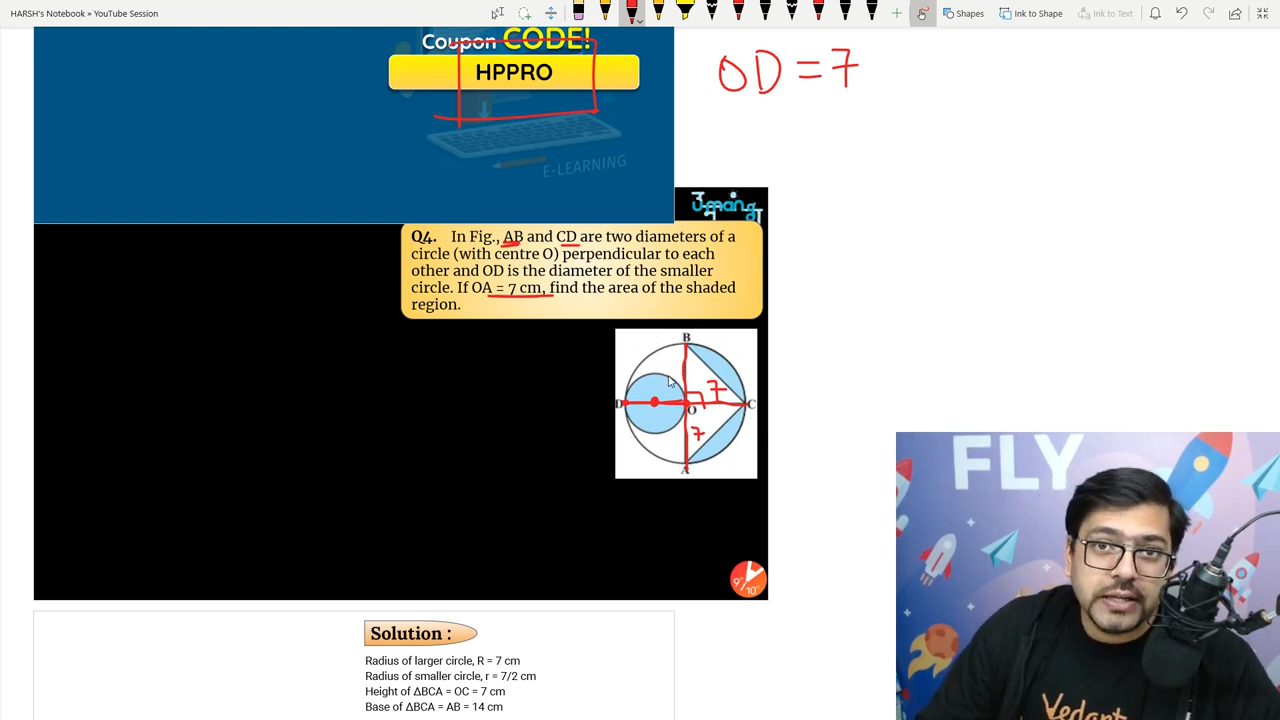 HARSH's Notebook » YouTube Session
Shapes
Ink to Shape
Ink to Text
Coupon CODE!
HPPRO
E-LEARNING
OD = 7
उमंग
Q4. In Fig., AB and CD are two diameters of a
circle (with centre O) perpendicular to each
other and OD is the diameter of the smaller
circle. If OA = 7 cm, find the area of the shaded
region.
B
7
D
O
C
7
A
9th/10th
FLY
Solution :
Radius of larger circle, R = 7 cm
Radius of smaller circle, r = 7/2 cm
Height of ΔBCA = OC = 7 cm
Base of ΔBCA = AB = 14 cm